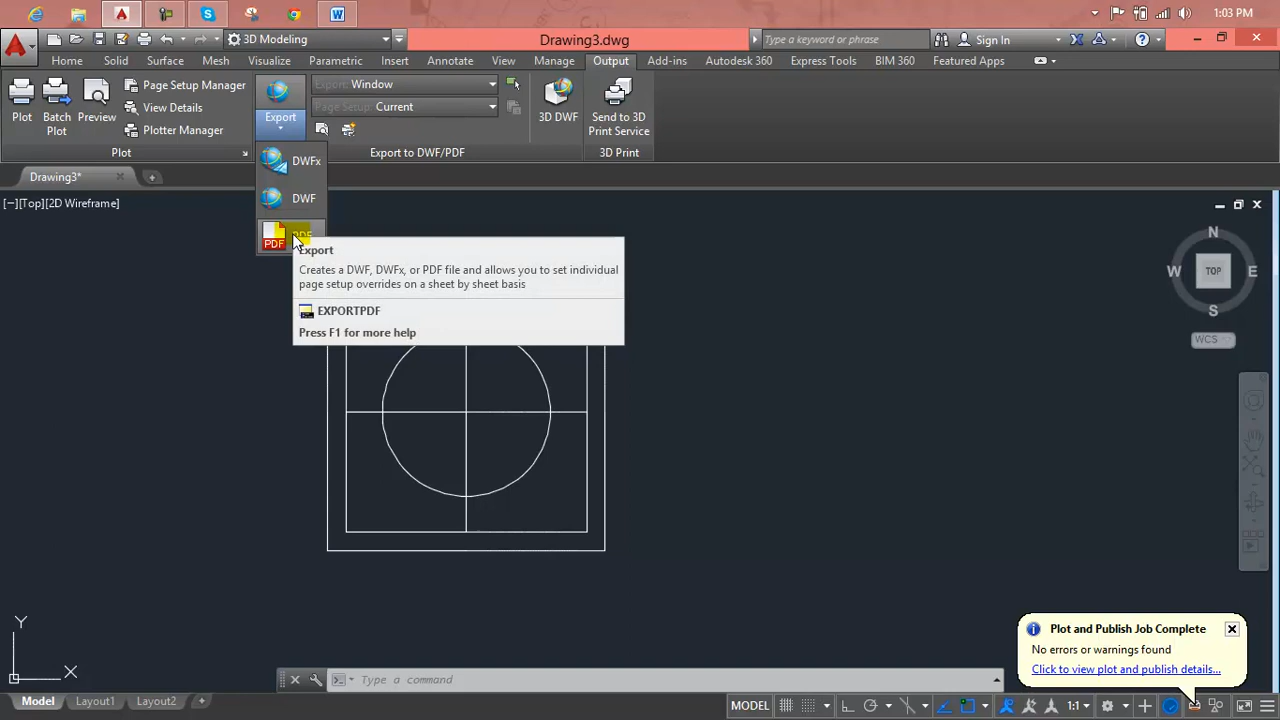 1:03 PM
3D Modeling
Drawing3.dwg
Type a keyword or phrase
Sign In
Home Solid Surface Mesh Visualize Parametric Insert Annotate View Manage Output Add-ins Autodesk 360 Express Tools BIM 360 Featured Apps
Plot
Batch
Plot
Preview
Page Setup Manager
View Details
Plotter Manager
Plot
Export
Export: Window
Page Setup: Current
Export to DWF/PDF
3D DWF
Send to 3D
Print Service
3D Print
Drawing3*
DWFx
DWF
PDF
PDF
[−][Top][2D Wireframe]
Export
Creates a DWF, DWFx, or PDF file and allows you to set individual
page setup overrides on a sheet by sheet basis
EXPORTPDF
Press F1 for more help
N
W TOP E
S
WCS
Y
X
Plot and Publish Job Complete
No errors or warnings found
Click to view plot and publish details...
Type a command
Model Layout1 Layout2
MODEL
1:1